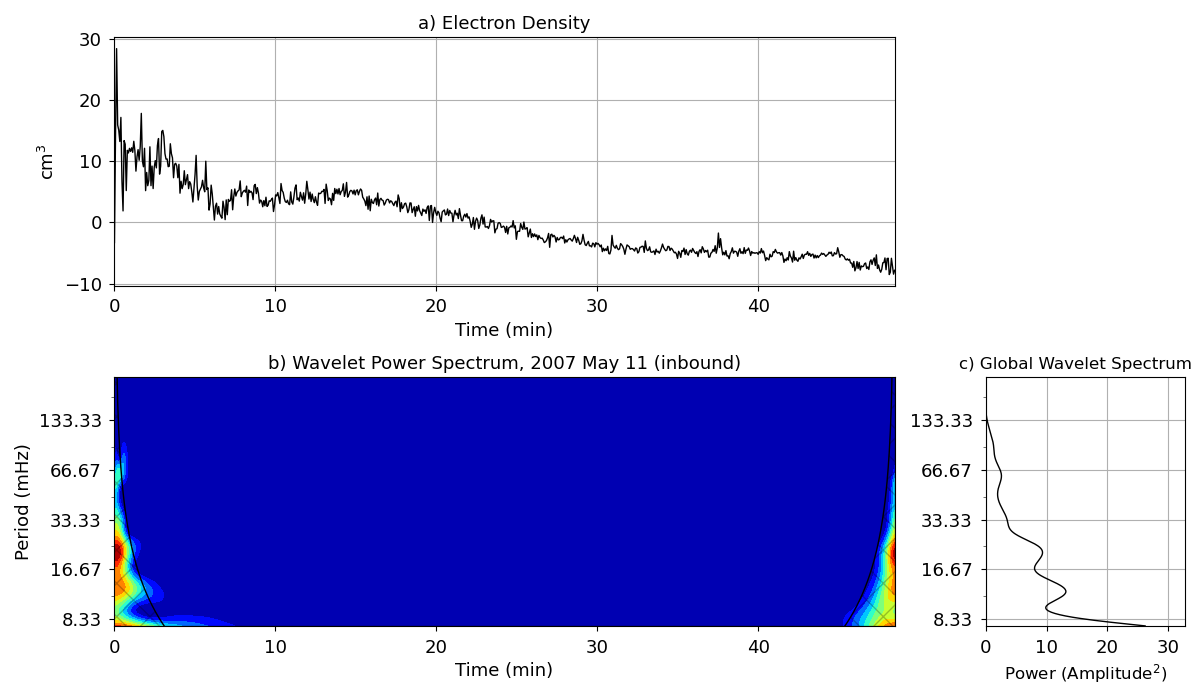 a) Electron Density
30
20
10
0
−10
cm³
0 10 20 30 40
Time (min)
b) Wavelet Power Spectrum, 2007 May 11 (inbound)
133.33
66.67
33.33
16.67
8.33
Period (mHz)
0 10 20 30 40
Time (min)
c) Global Wavelet Spectrum
133.33
66.67
33.33
16.67
8.33
0 10 20 30
Power (Amplitude²)